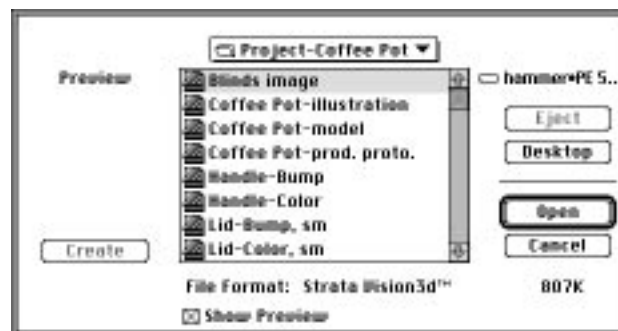 Project-Coffee Pot
Preview
Blinds image
hammer•PE S..
Coffee Pot-illustration
Eject
Coffee Pot-model
Coffee Pot-prod. proto.
Desktop
Handle-Bump
Handle-Color
Open
Lid-Bump, sm
Create
Lid-Color, sm
Cancel
File Format: Strata Vision3d™
807K
Show Preview